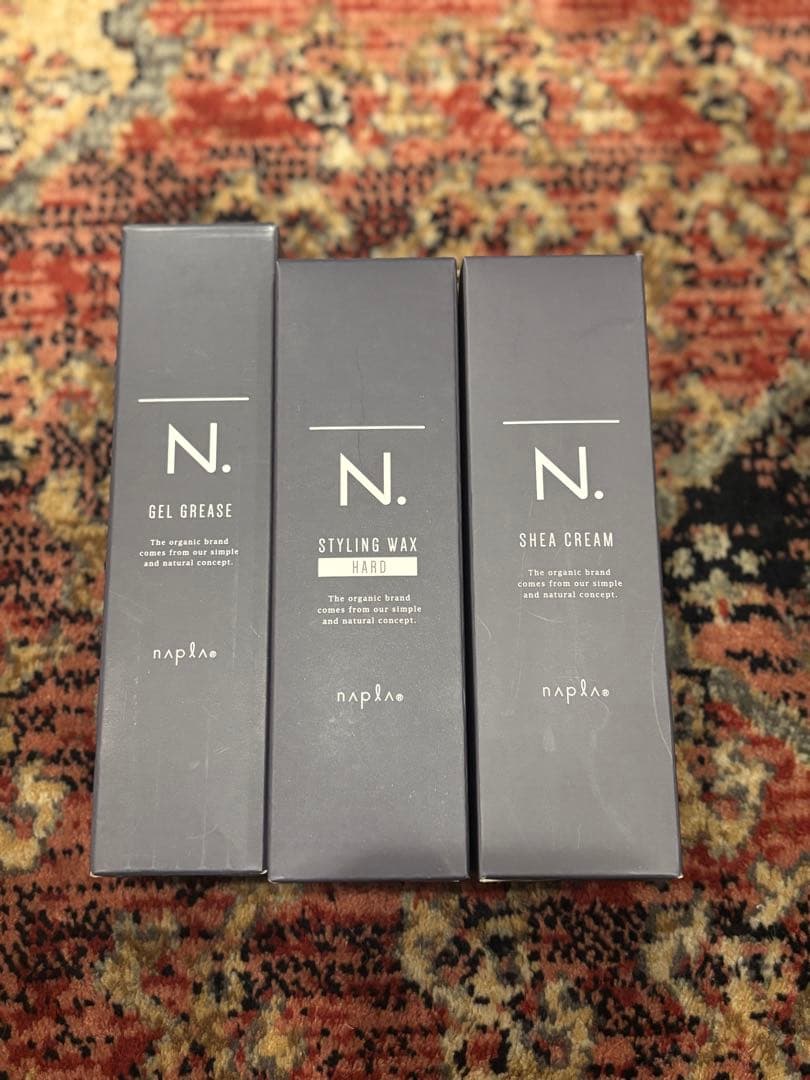 N.
GEL GREASE
The organic brand
comes from our simple
and natural concept.
napla®
N.
STYLING WAX
HARD
The organic brand
comes from our simple
and natural concept.
napla®
N.
SHEA CREAM
The organic brand
comes from our simple
and natural concept.
napla®